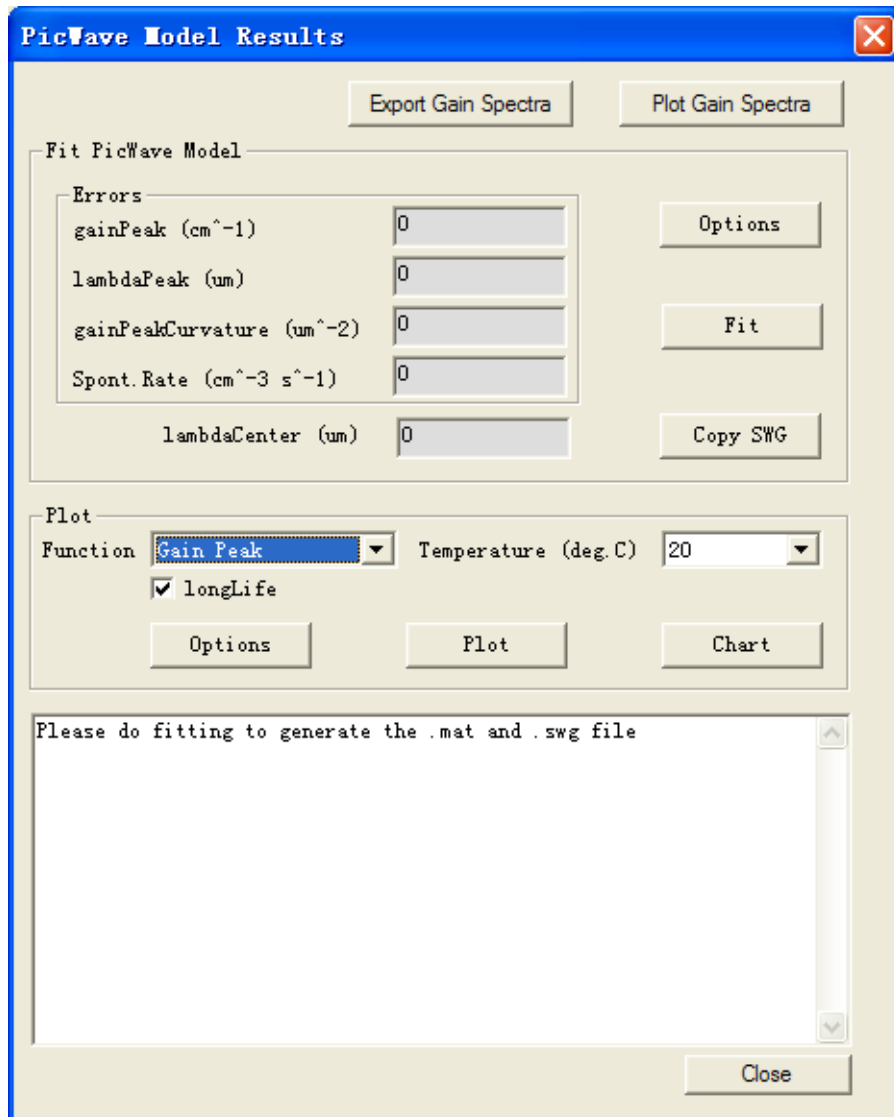 PicWave Model Results
Export Gain Spectra Plot Gain Spectra
Fit PicWave Model
Errors
gainPeak (cm^-1) 0 Options
lambdaPeak (um) 0
gainPeakCurvature (um^-2) 0 Fit
Spont.Rate (cm^-3 s^-1) 0
lambdaCenter (um) 0 Copy SWG
Plot
Function Gain Peak Temperature (deg.C) 20
longLife
Options Plot Chart
Please do fitting to generate the .mat and .swg file
Close